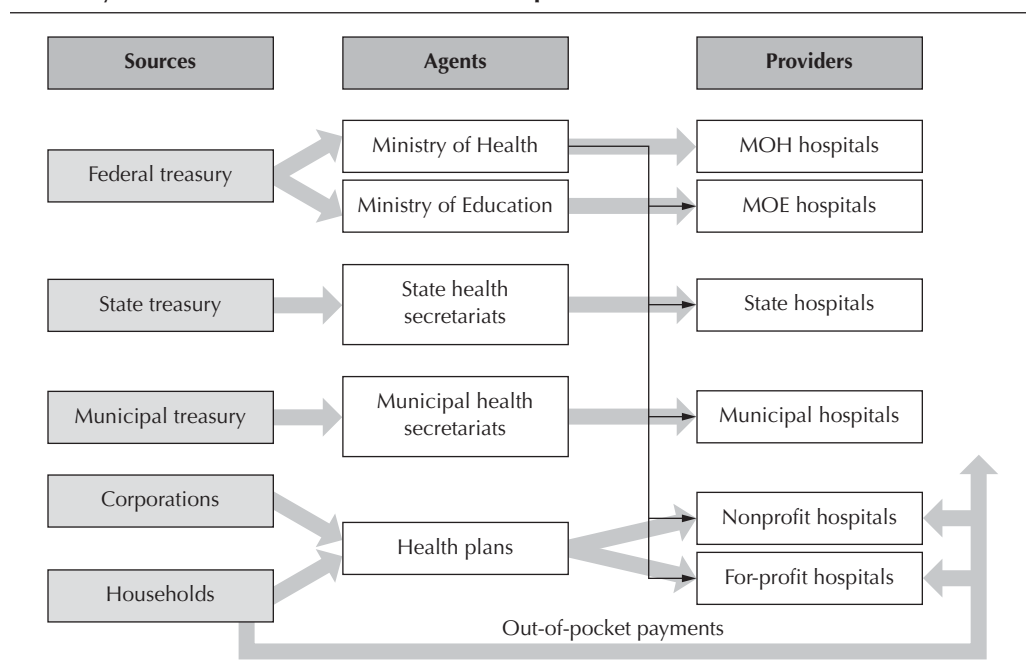 Sources
Agents
Providers
Federal treasury
Ministry of Health
MOH hospitals
Ministry of Education
MOE hospitals
State treasury
State health
secretariats
State hospitals
Municipal treasury
Municipal health
secretariats
Municipal hospitals
Corporations
Households
Health plans
Nonprofit hospitals
For-profit hospitals
Out-of-pocket payments